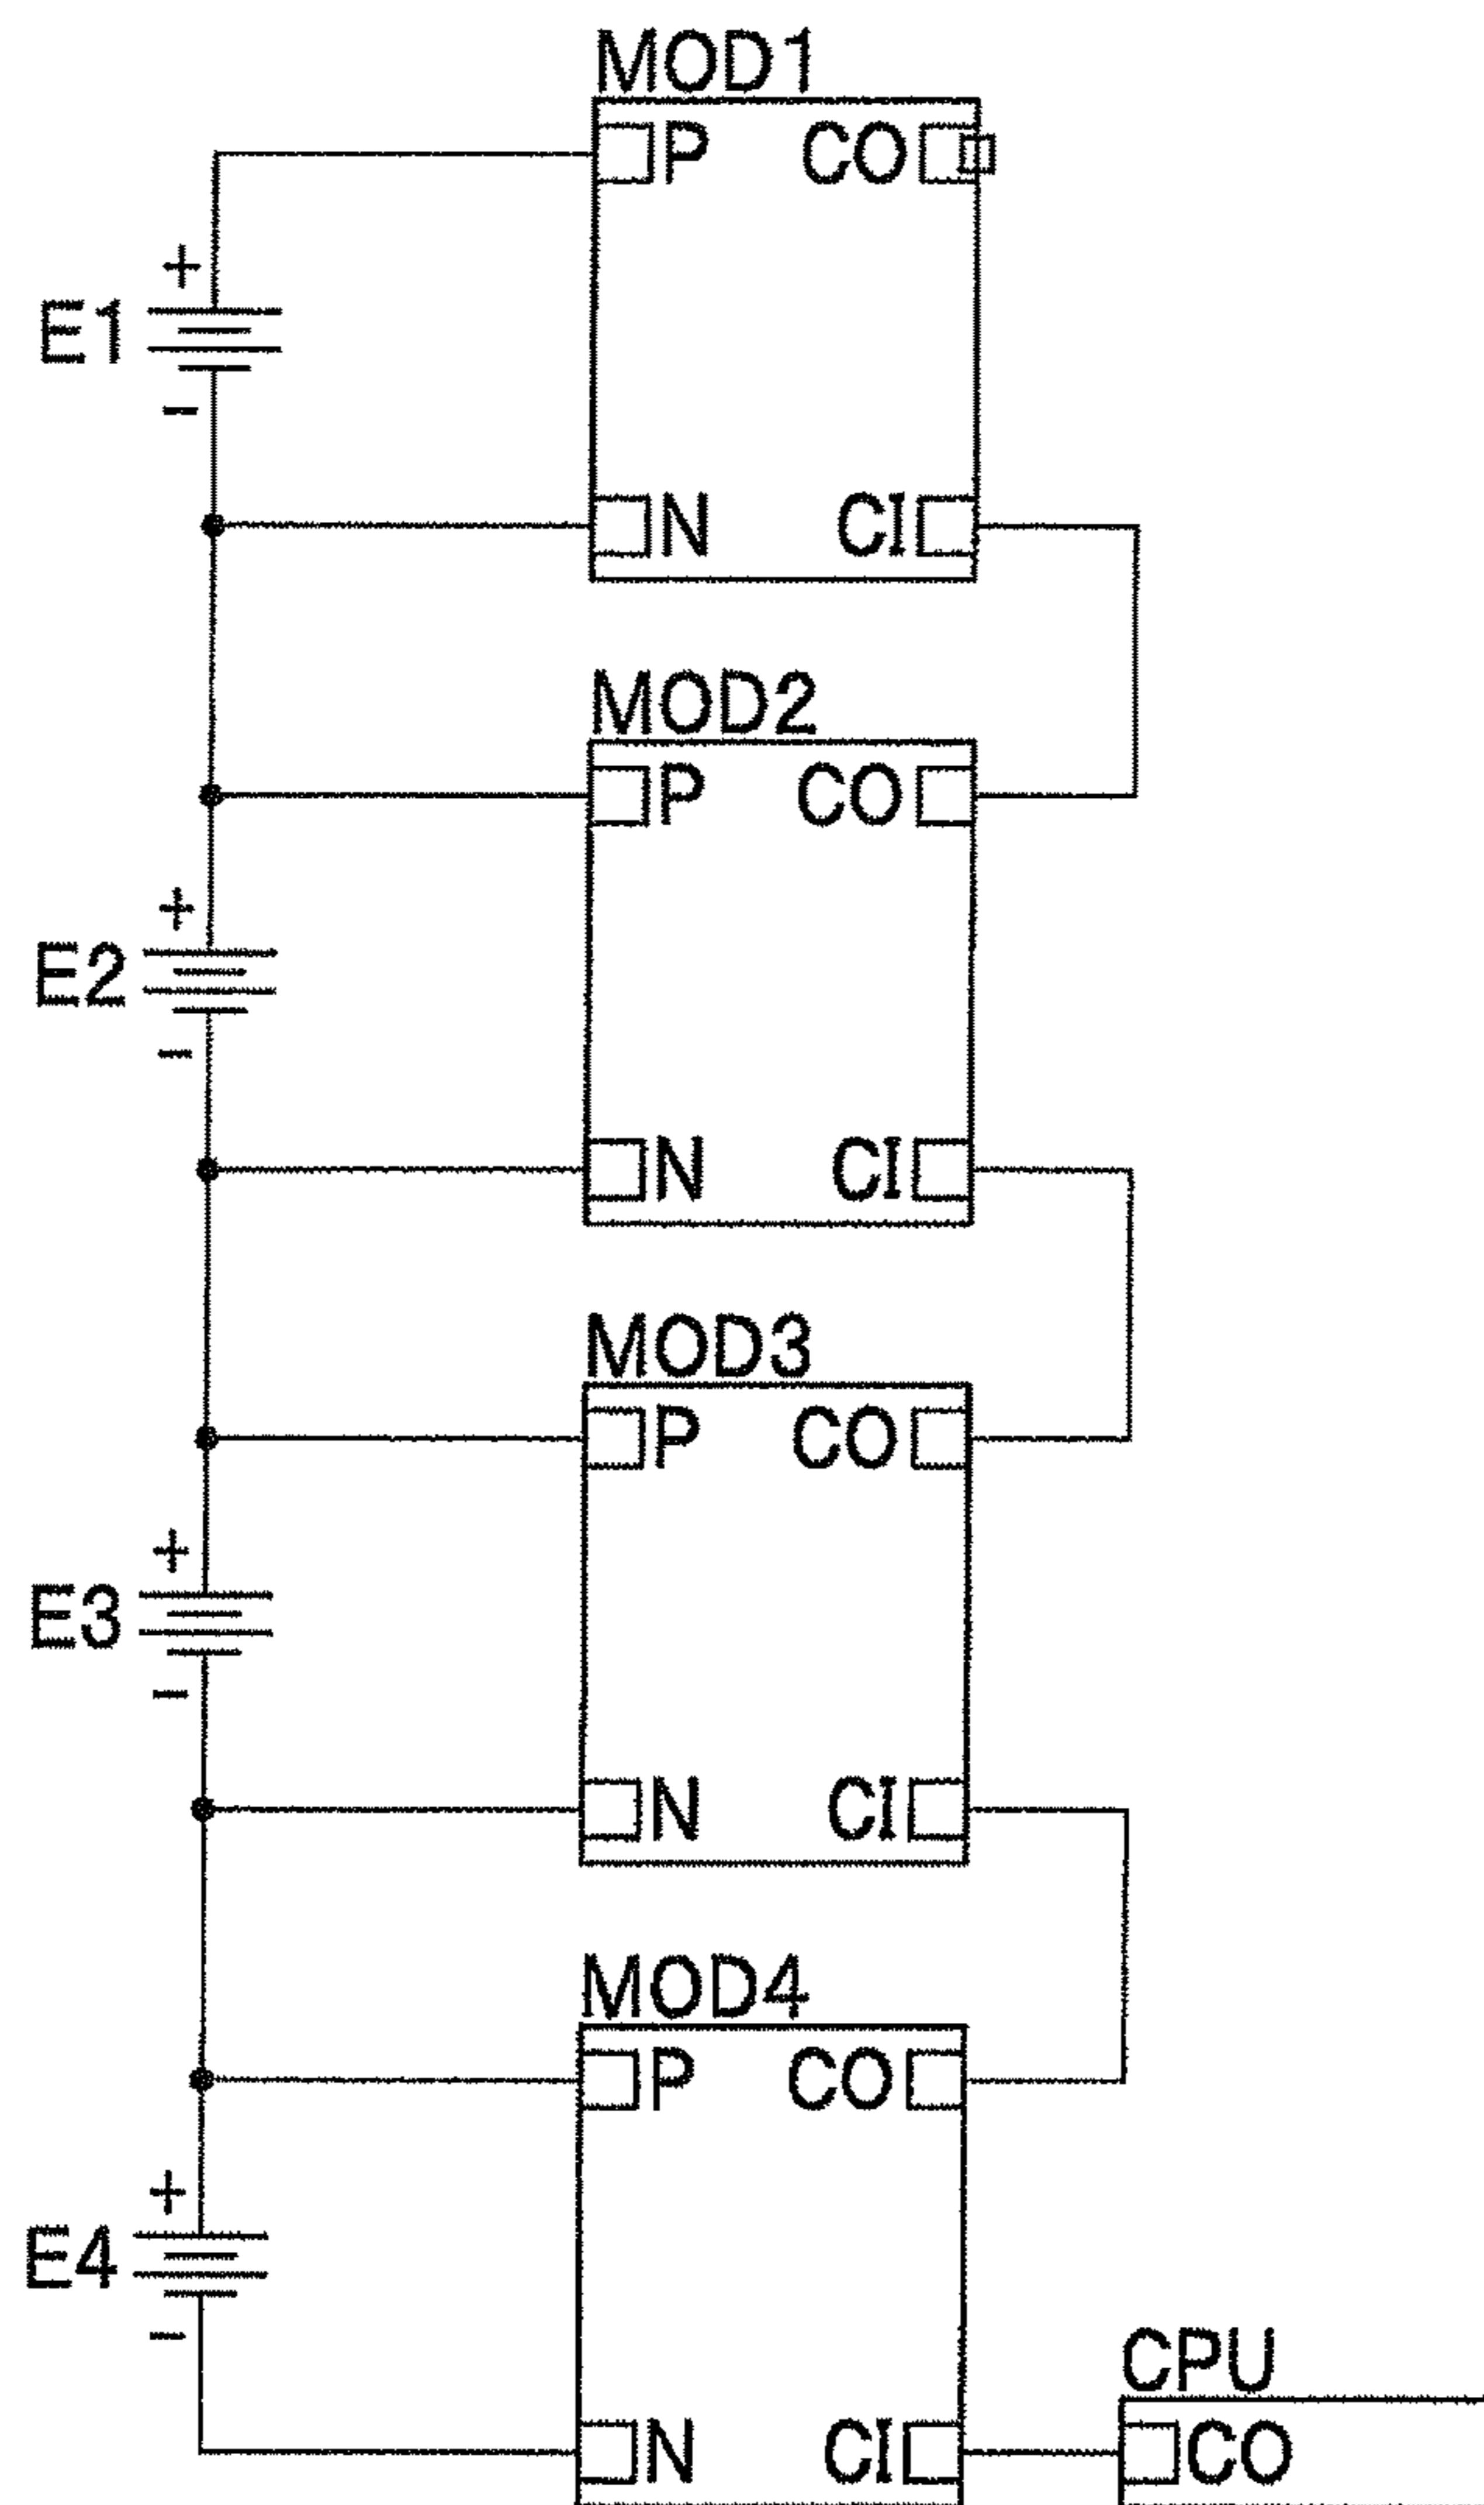 MOD1
P CO
+
E1
-
N CI
MOD2
P CO
+
E2
-
N CI
MOD3
P CO
+
E3
-
N CI
MOD4
P CO
+
E4
-
CPU
N CI CO